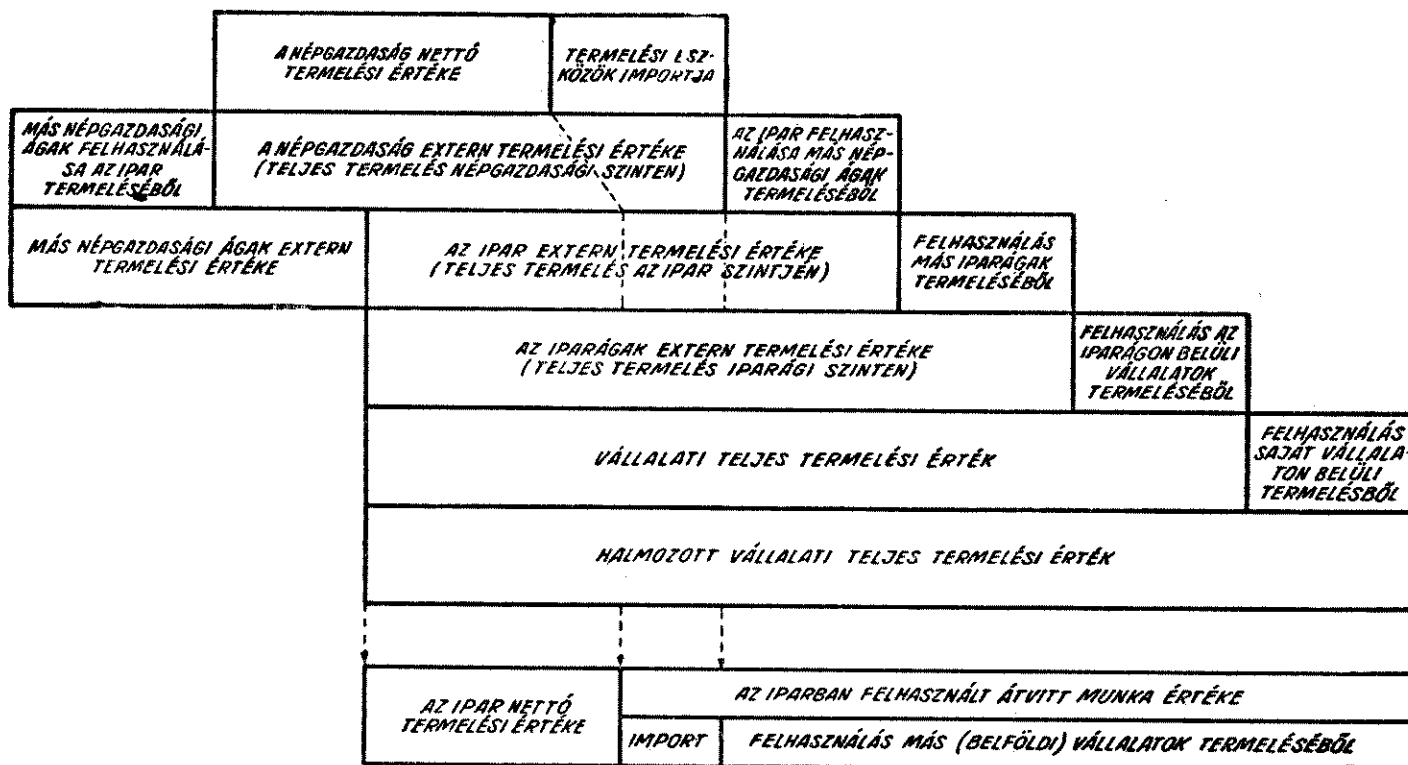 A NÉPGAZDASÁG NETTÓ
TERMELÉSI ÉRTÉKE
TERMELÉSI ESZ-
KÖZÖK IMPORTJA
MÁS NÉPGAZDASÁGI
ÁGAK FELHASZNÁLÁ-
SA AZ IPAR
TERMELÉSÉBŐL
A NÉPGAZDASÁG EXTERN TERMELÉSI ÉRTÉKE
(TELJES TERMELÉS NÉPGAZDASÁGI SZINTEN)
AZ IPAR FELHASZ-
NÁLÁSA MÁS NÉP-
GAZDASÁGI ÁGAK
TERMELÉSÉBŐL
MÁS NÉPGAZDASÁGI ÁGAK EXTERN
TERMELÉSI ÉRTÉKE
AZ IPAR EXTERN TERMELÉSI ÉRTÉKE
(TELJES TERMELÉS AZ IPAR SZINTJÉN)
FELHASZNÁLÁS
MÁS IPARÁGAK
TERMELÉSÉBŐL
AZ IPARÁGAK EXTERN TERMELÉSI ÉRTÉKE
(TELJES TERMELÉS IPARÁGI SZINTEN)
FELHASZNÁLÁS AZ
IPARÁGON BELÜLI
VÁLLALATOK
TERMELÉSÉBŐL
VÁLLALATI TELJES TERMELÉSI ÉRTÉK
FELHASZNÁLÁS
SAJÁT VÁLLALA-
TON BELÜLI
TERMELÉSBŐL
HALMOZOTT VÁLLALATI TELJES TERMELÉSI ÉRTÉK
AZ IPAR NETTÓ
TERMELÉSI ÉRTÉKE
AZ IPARBAN FELHASZNÁLT ÁTVITT MUNKA ÉRTÉKE
IMPORT
FELHASZNÁLÁS MÁS (BELFÖLDI) VÁLLALATOK TERMELÉSÉBŐL